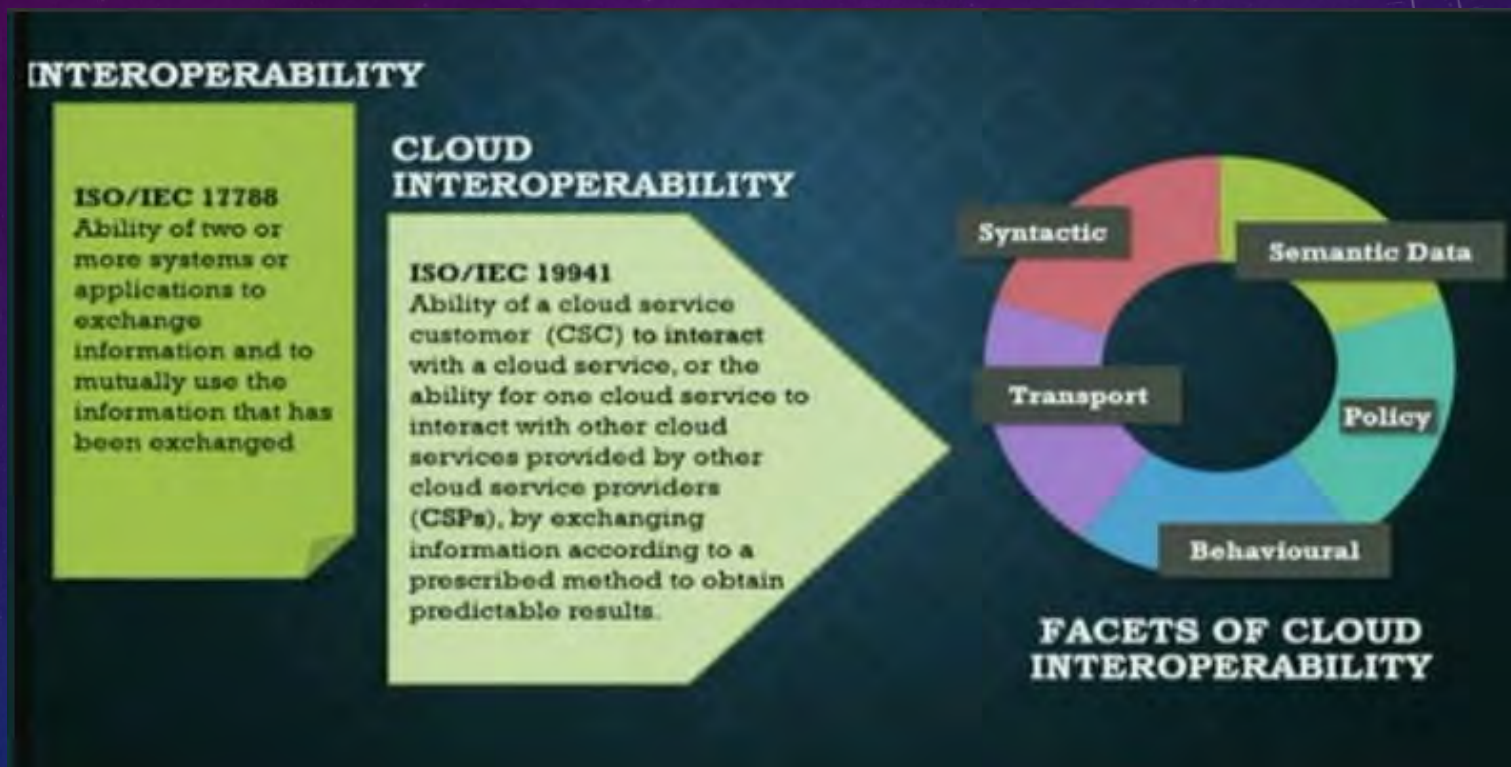 INTEROPERABILITY
ISO/IEC 17788
Ability of two or
more systems or
applications to
exchange
information and to
mutually use the
information that has
been exchanged
CLOUD
INTEROPERABILITY
ISO/IEC 19941
Ability of a cloud service
customer (CSC) to interact
with a cloud service, or the
ability for one cloud service to
interact with other cloud
services provided by other
cloud service providers
(CSPs), by exchanging
information according to a
prescribed method to obtain
predictable results.
Syntactic
Semantic Data
Transport
Policy
Behavioural
FACETS OF CLOUD
INTEROPERABILITY